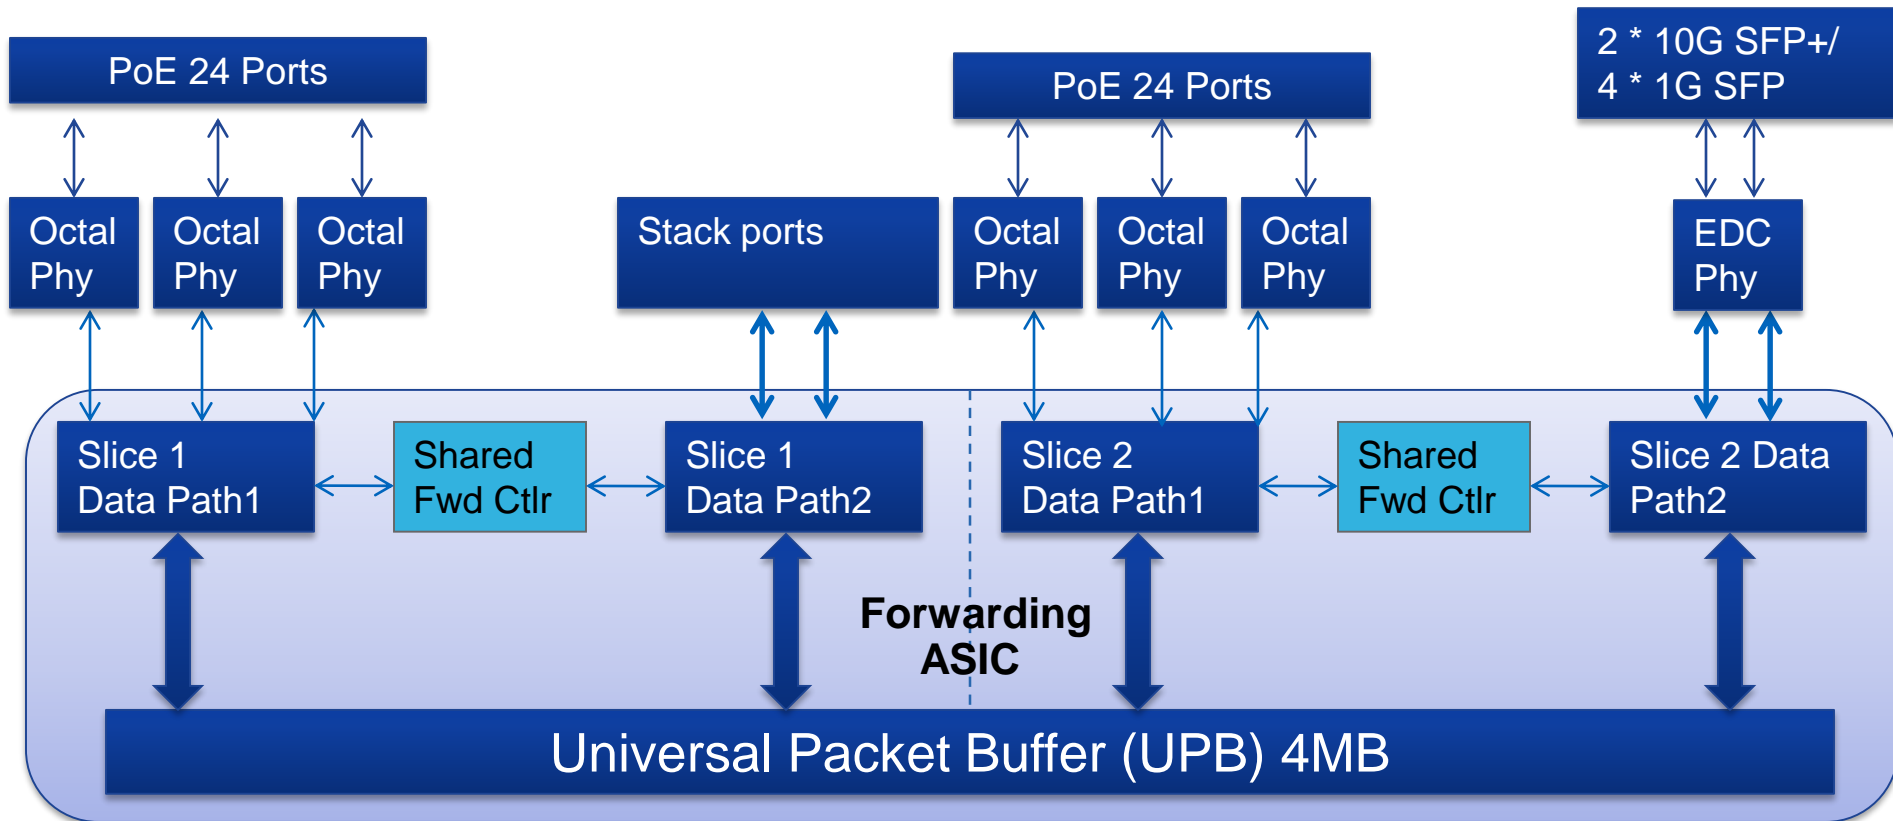 PoE 24 Ports
PoE 24 Ports
2 * 10G SFP+/
4 * 1G SFP
Octal
Phy
Octal
Phy
Octal
Phy
Stack ports
Octal
Phy
Octal
Phy
Octal
Phy
EDC
Phy
Slice 1
Data Path1
Shared
Fwd Ctlr
Slice 1
Data Path2
Slice 2
Data Path1
Shared
Fwd Ctlr
Slice 2 Data
Path2
Forwarding
ASIC
Universal Packet Buffer (UPB) 4MB